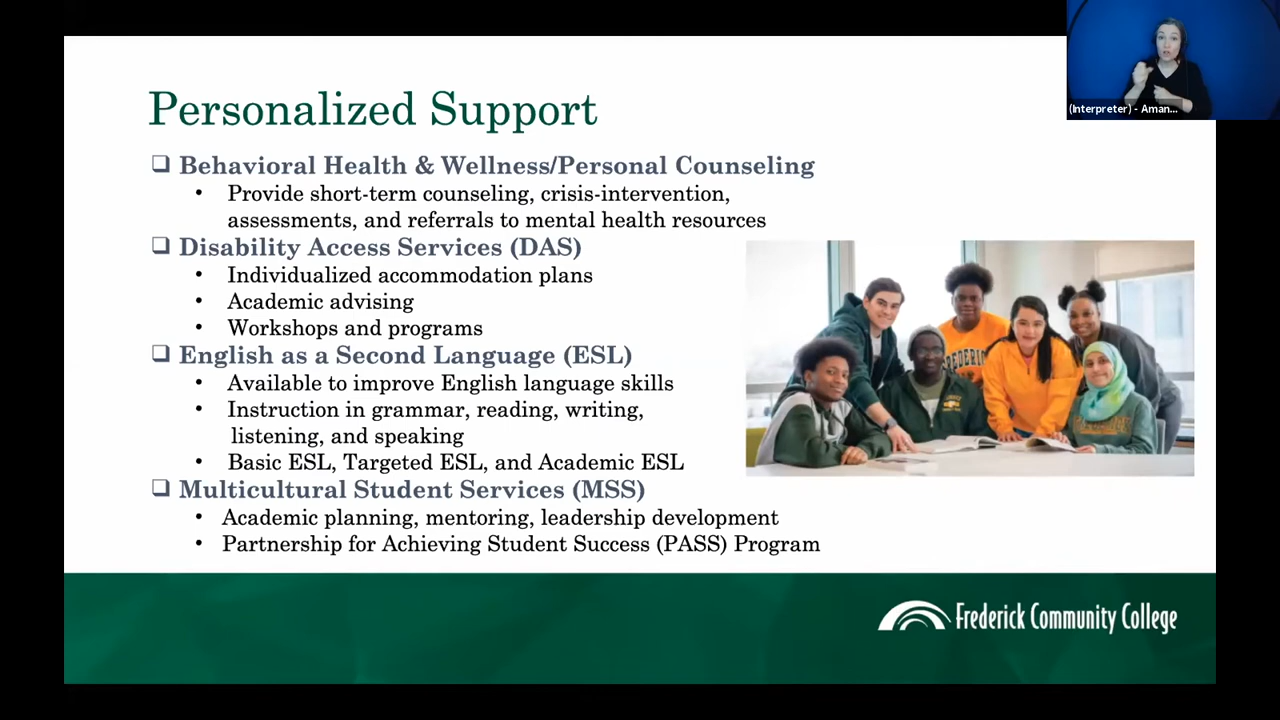 (Interpreter) - Aman...
Personalized Support
❑ Behavioral Health & Wellness/Personal Counseling
• Provide short-term counseling, crisis-intervention,
assessments, and referrals to mental health resources
❑ Disability Access Services (DAS)
• Individualized accommodation plans
• Academic advising
• Workshops and programs
❑ English as a Second Language (ESL)
• Available to improve English language skills
• Instruction in grammar, reading, writing,
listening, and speaking
• Basic ESL, Targeted ESL, and Academic ESL
❑ Multicultural Student Services (MSS)
• Academic planning, mentoring, leadership development
• Partnership for Achieving Student Success (PASS) Program
Frederick Community College